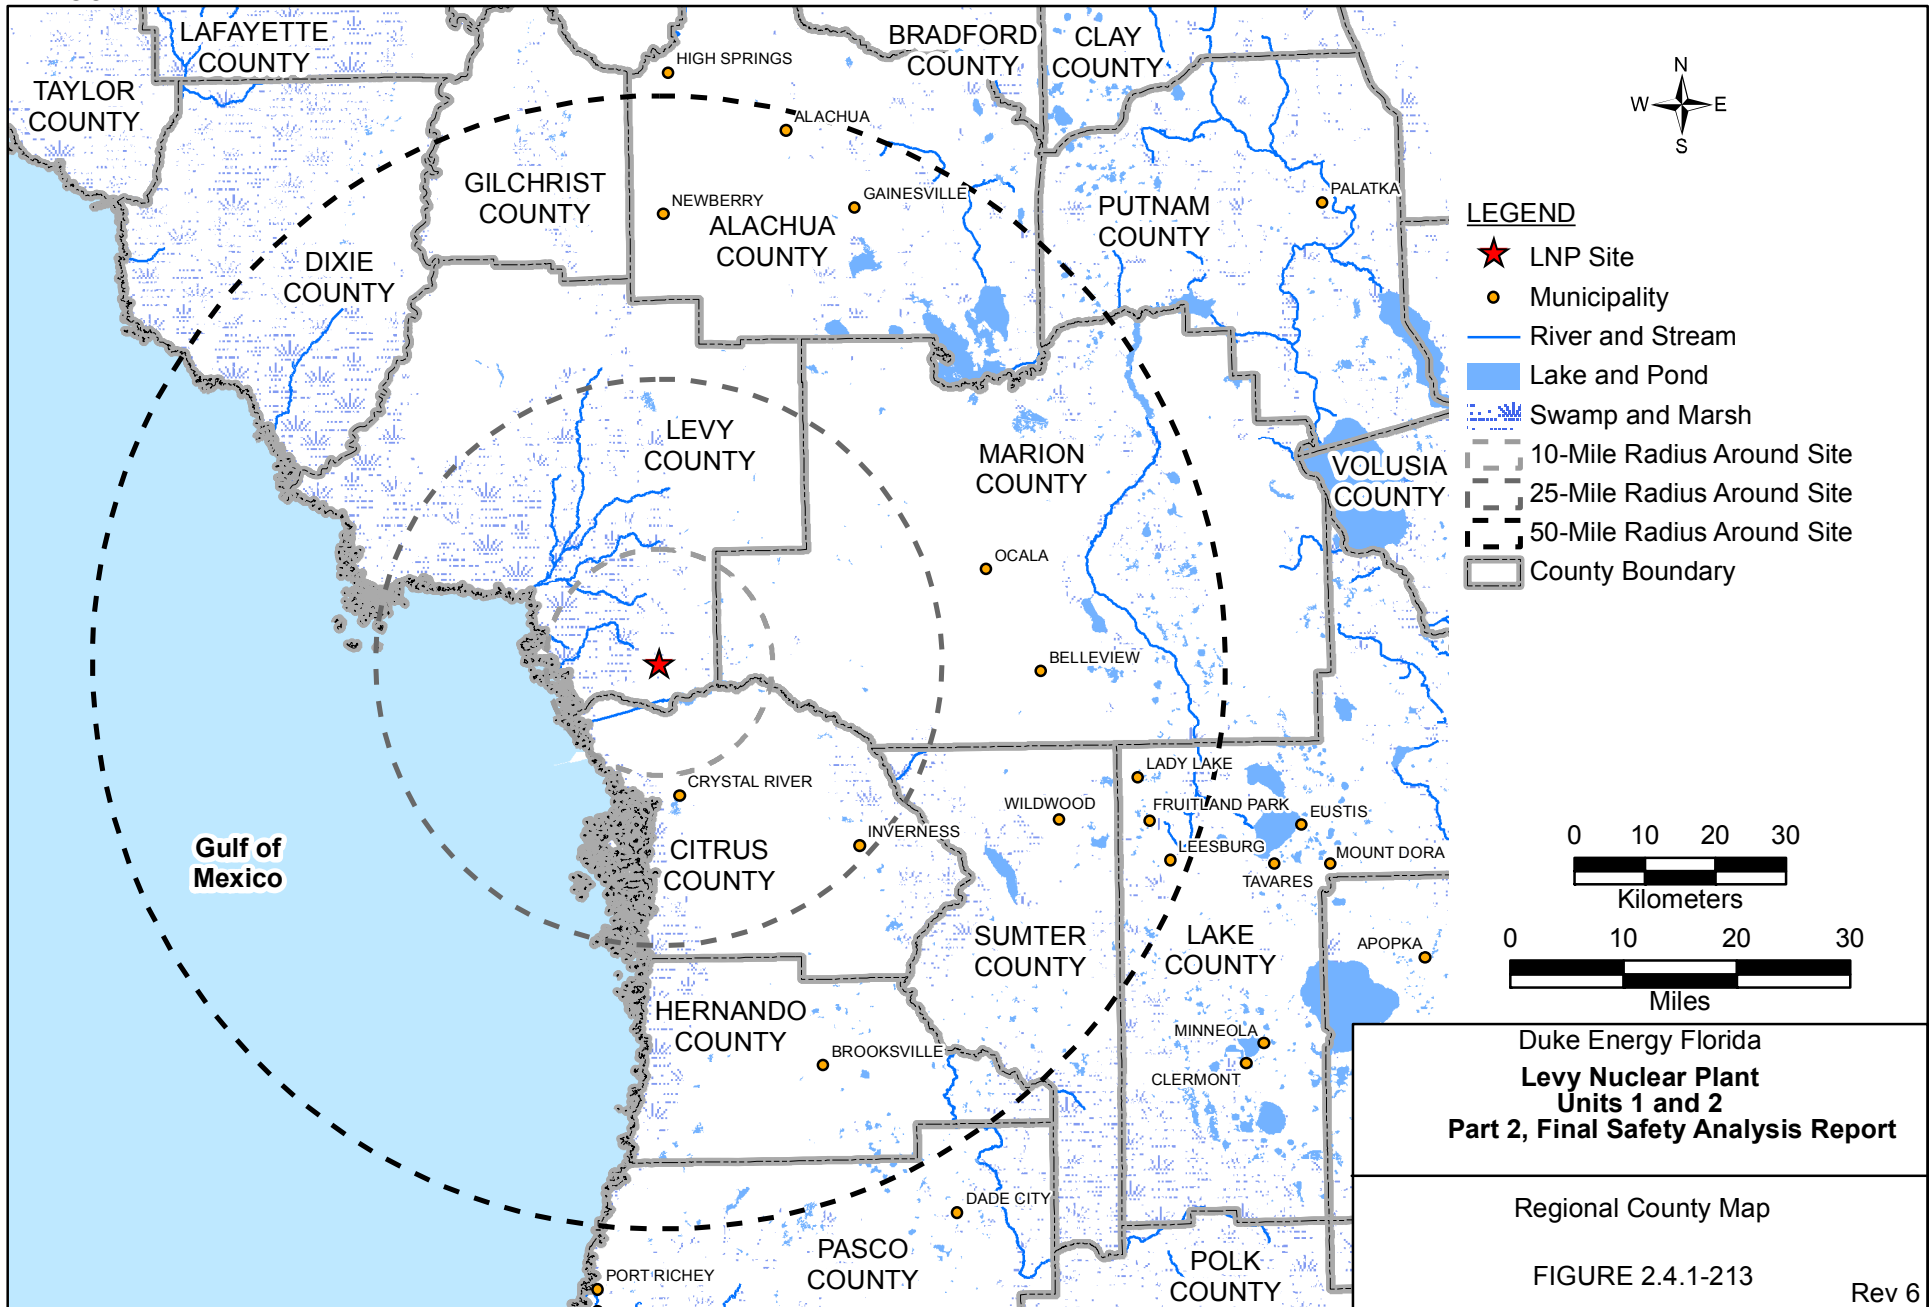 LAFAYETTE
COUNTY
BRADFORD
COUNTY
CLAY
COUNTY
HIGH SPRINGS
TAYLOR
COUNTY
ALACHUA
GILCHRIST
COUNTY
NEWBERRY
GAINESVILLE
ALACHUA
COUNTY
PUTNAM
COUNTY
PALATKA
DIXIE
COUNTY
LEVY
COUNTY
MARION
COUNTY
VOLUSIA
COUNTY
OCALA
BELLEVIEW
CRYSTAL RIVER
LADY LAKE
WILDWOOD
FRUITLAND PARK
EUSTIS
INVERNESS
LEESBURG
MOUNT DORA
TAVARES
Gulf of
Mexico
CITRUS
COUNTY
SUMTER
COUNTY
LAKE
COUNTY
APOPKA
HERNANDO
COUNTY
BROOKSVILLE
MINNEOLA
CLERMONT
DADE CITY
PASCO
COUNTY
POLK
COUNTY
PORT RICHEY
N
W E
S
LEGEND
LNP Site
Municipality
River and Stream
Lake and Pond
Swamp and Marsh
10-Mile Radius Around Site
25-Mile Radius Around Site
50-Mile Radius Around Site
County Boundary
0 10 20 30
Kilometers
0 10 20 30
Miles
Duke Energy Florida
Levy Nuclear Plant
Units 1 and 2
Part 2, Final Safety Analysis Report
Regional County Map
FIGURE 2.4.1-213
Rev 6